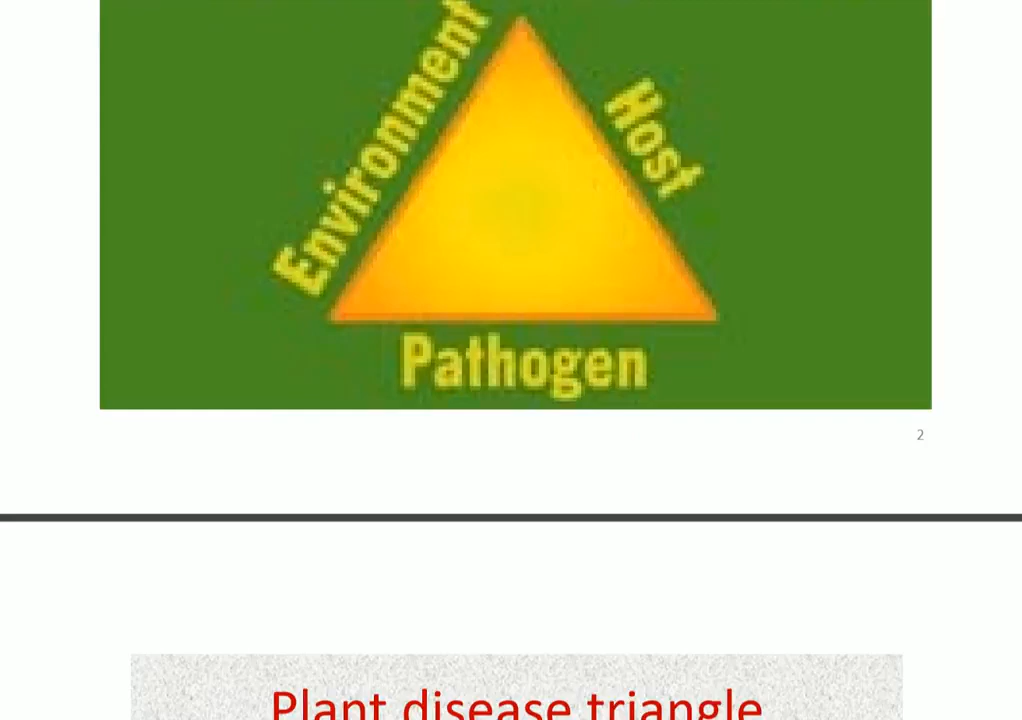 Environment
Host
Pathogen
2
Plant disease triangle